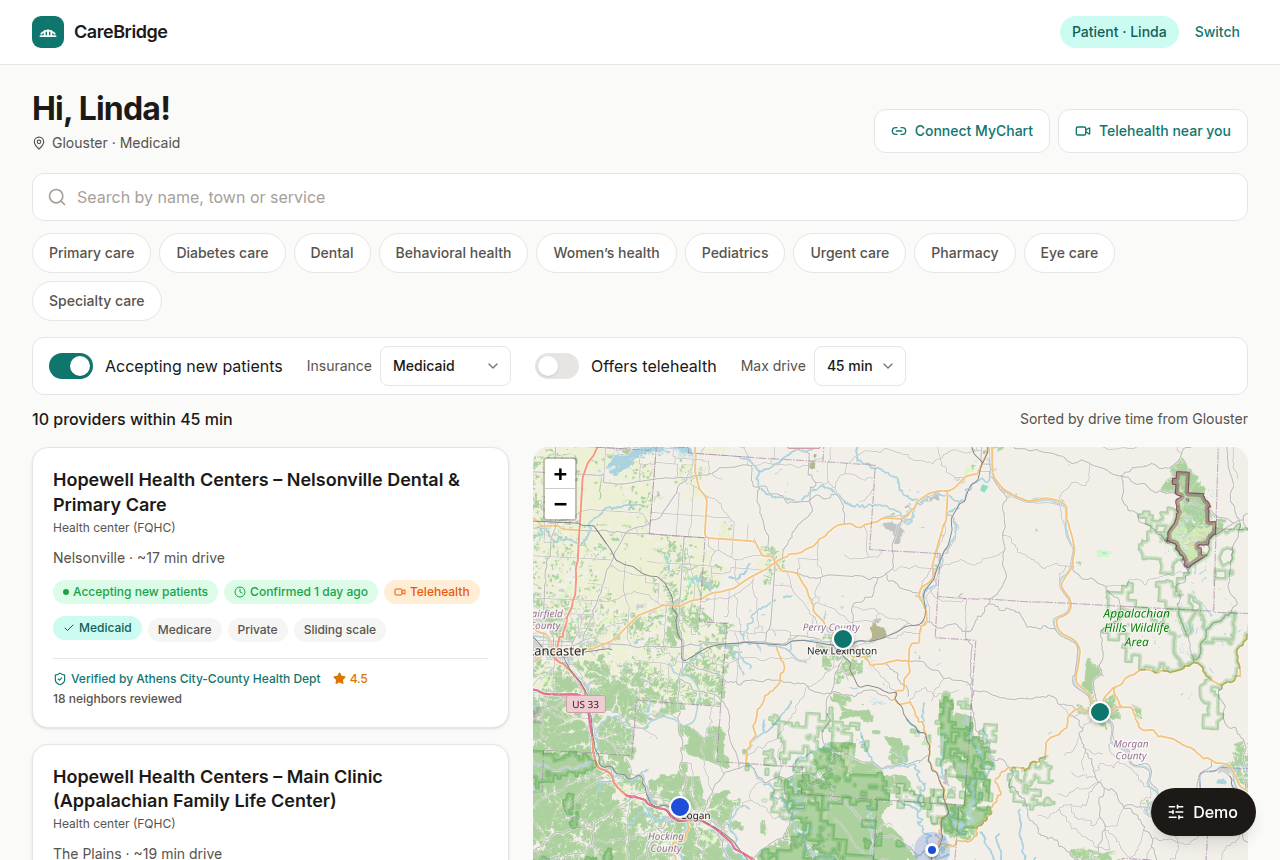 CareBridge
Patient · Linda
Switch
Hi, Linda!
Glouster · Medicaid
Connect MyChart
Telehealth near you
Search by name, town or service
Primary care
Diabetes care
Dental
Behavioral health
Women’s health
Pediatrics
Urgent care
Pharmacy
Eye care
Specialty care
Accepting new patients
Insurance
Medicaid
Offers telehealth
Max drive
45 min
10 providers within 45 min
Sorted by drive time from Glouster
Hopewell Health Centers – Nelsonville Dental &
Primary Care
Health center (FQHC)
Nelsonville · ~17 min drive
Accepting new patients
Confirmed 1 day ago
Telehealth
Medicaid
Medicare
Private
Sliding scale
Verified by Athens City-County Health Dept
4.5
18 neighbors reviewed
Hopewell Health Centers – Main Clinic
(Appalachian Family Life Center)
Health center (FQHC)
The Plains · ~19 min drive
+
−
Appalachian
Hills Wildlife
Area
Perry County
New Lexington
US 33
Morgan
County
Hocking
County
Demo